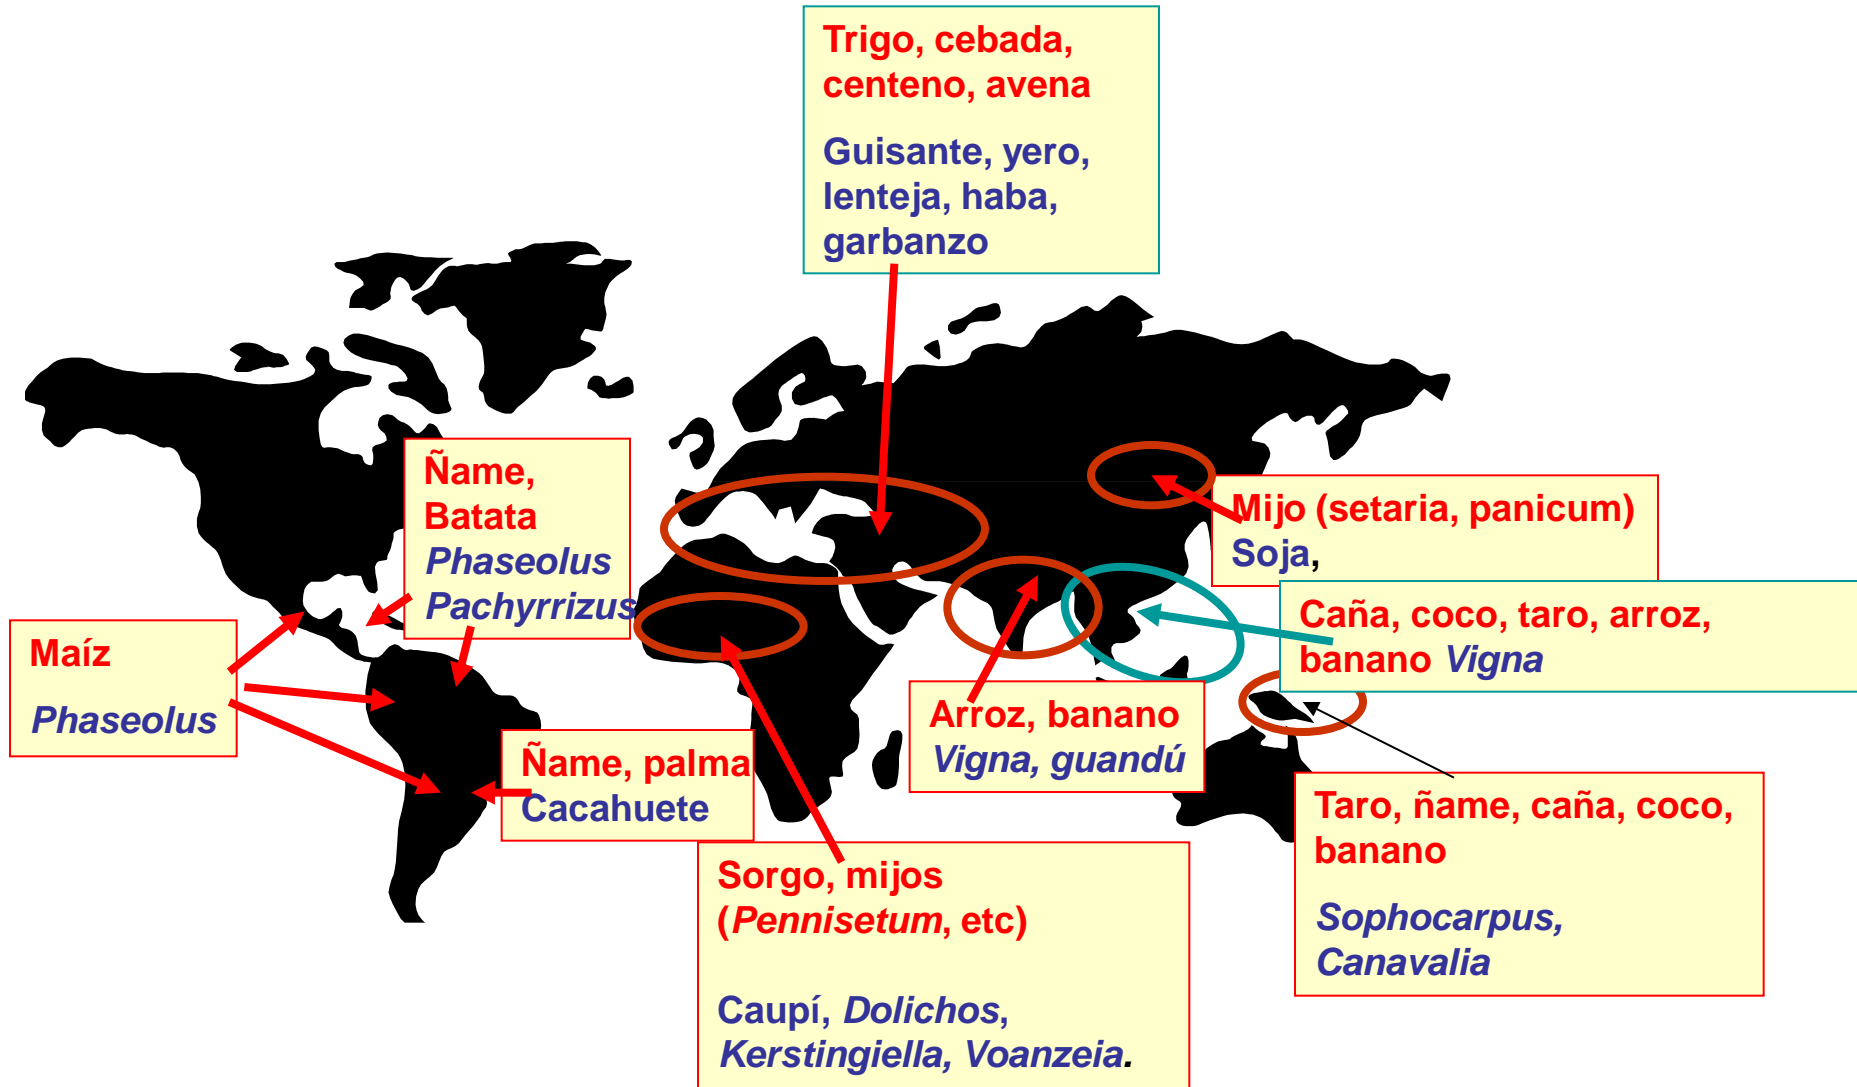 Trigo, cebada,
centeno, avena
Guisante, yero,
lenteja, haba,
garbanzo
Ñame,
Batata
Phaseolus
Pachyrrizus
Mijo (setaria, panicum)
Soja,
Caña, coco, taro, arroz,
banano Vigna
Maíz
Phaseolus
Arroz, banano
Vigna, guandú
Ñame, palma
Cacahuete
Taro, ñame, caña, coco,
banano
Sophocarpus,
Canavalia
Sorgo, mijos
(Pennisetum, etc)
Caupí, Dolichos,
Kerstingiella, Voanzeia.